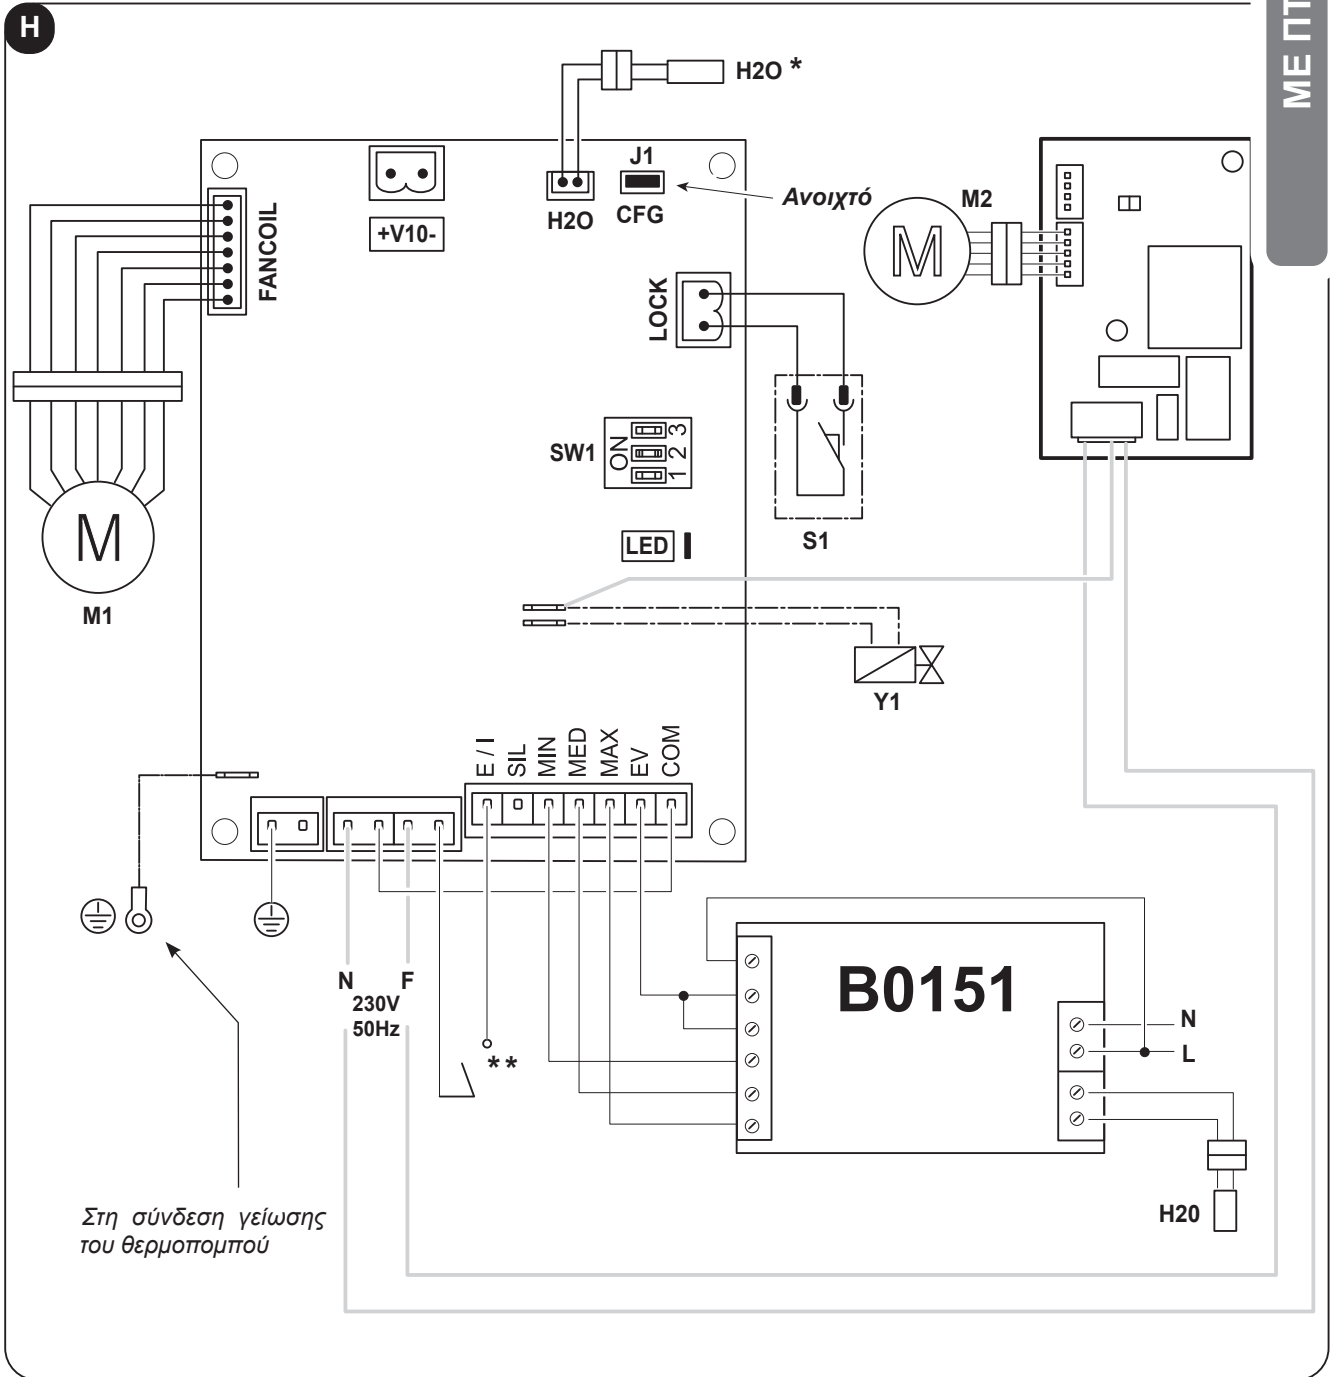 H
ΜΕ ΠΤ
H2O *
J1
CFG
Ανοιχτό
H2O
+V10-
FANCOIL
M2
M
LOCK
SW1
ON
1 2 3
S1
LED
M
M1
Y1
E / I
SIL
MIN
MED
MAX
EV
COM
N F
230V
50Hz
**
B0151
N
L
H20
Στη σύνδεση γείωσης
του θερμοπομπού